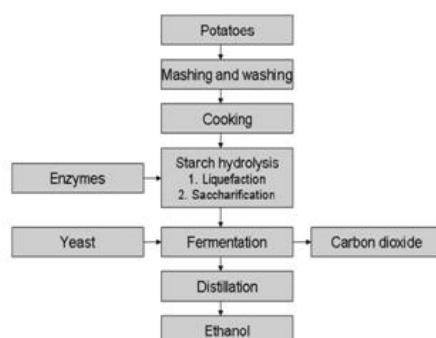 Potatoes
Mashing and washing
Cooking
Starch hydrolysis
1. Liquefaction
2. Saccharification
Enzymes
Yeast
Fermentation
Carbon dioxide
Distillation
Ethanol